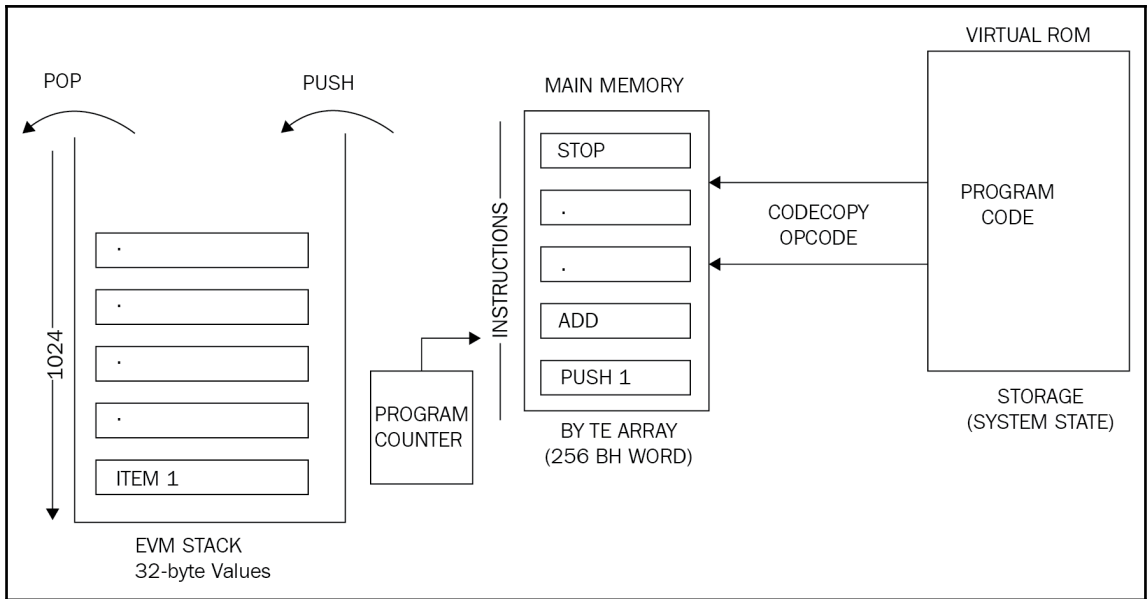 POP
PUSH
1024
.
.
.
.
ITEM 1
EVM STACK
32-byte Values
PROGRAM
COUNTER
INSTRUCTIONS
MAIN MEMORY
STOP
.
.
ADD
PUSH 1
BY TE ARRAY
(256 BH WORD)
CODECOPY
OPCODE
VIRTUAL ROM
PROGRAM
CODE
STORAGE
(SYSTEM STATE)